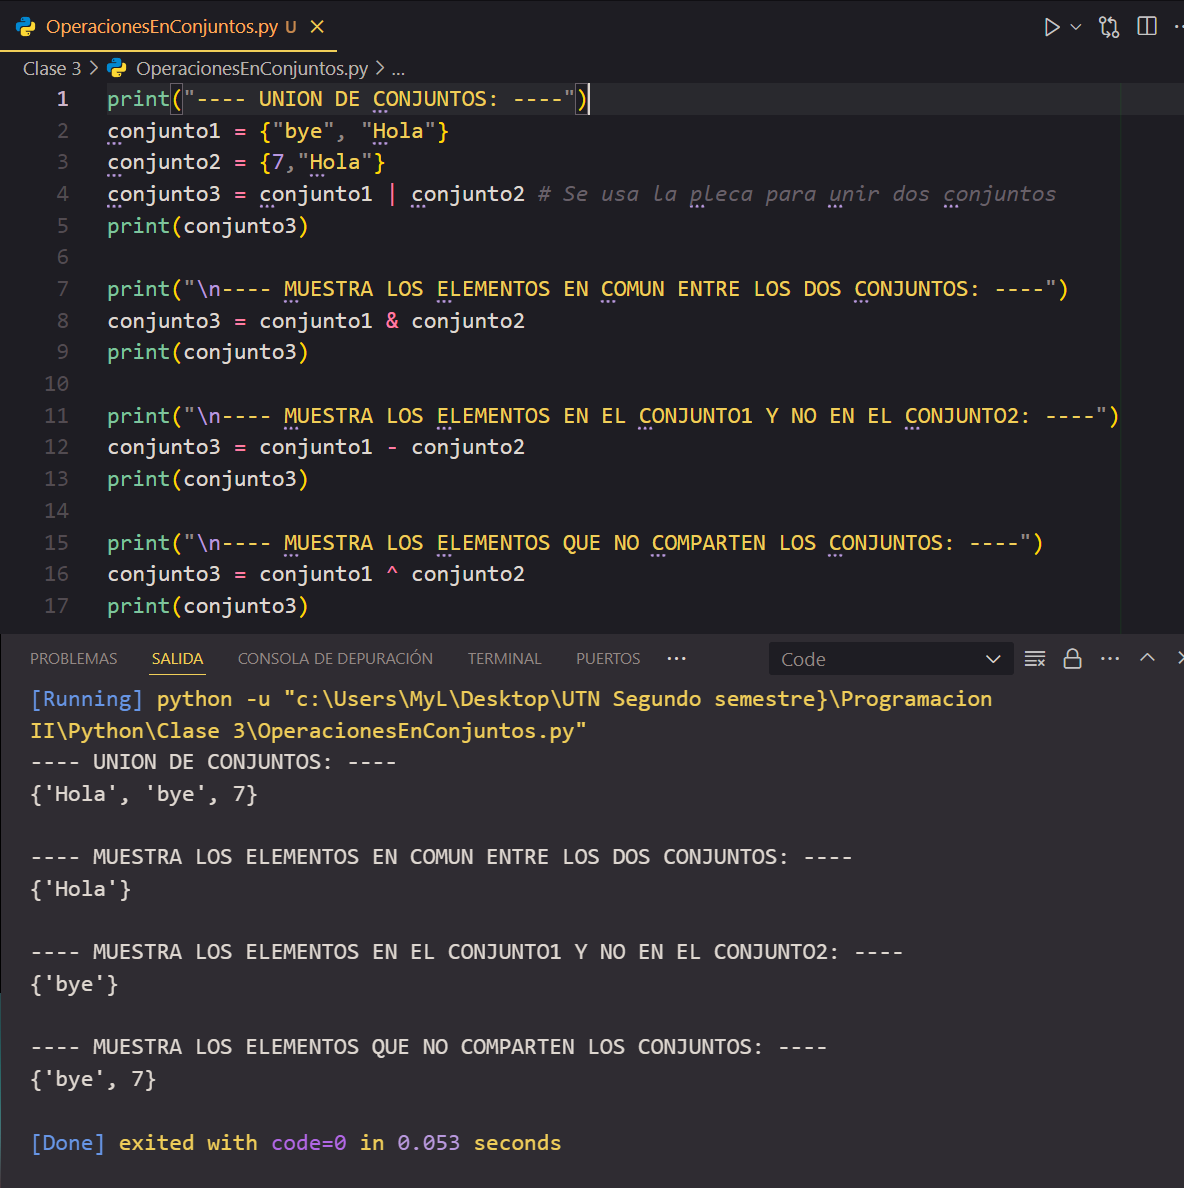 OperacionesEnConjuntos.py U
Clase 3 > OperacionesEnConjuntos.py > ...
1 print("---- UNION DE CONJUNTOS: ----")
2 conjunto1 = {"bye", "Hola"}
3 conjunto2 = {7,"Hola"}
4 conjunto3 = conjunto1 | conjunto2 # Se usa la pleca para unir dos conjuntos
5 print(conjunto3)
6
7 print("\n---- MUESTRA LOS ELEMENTOS EN COMUN ENTRE LOS DOS CONJUNTOS: ----")
8 conjunto3 = conjunto1 & conjunto2
9 print(conjunto3)
10
11 print("\n---- MUESTRA LOS ELEMENTOS EN EL CONJUNTO1 Y NO EN EL CONJUNTO2: ----")
12 conjunto3 = conjunto1 - conjunto2
13 print(conjunto3)
14
15 print("\n---- MUESTRA LOS ELEMENTOS QUE NO COMPARTEN LOS CONJUNTOS: ----")
16 conjunto3 = conjunto1 ^ conjunto2
17 print(conjunto3)
PROBLEMAS SALIDA CONSOLA DE DEPURACIÓN TERMINAL PUERTOS ... Code
[Running] python -u "c:\Users\MyL\Desktop\UTN Segundo semestre}\Programacion
II\Python\Clase 3\OperacionesEnConjuntos.py"
---- UNION DE CONJUNTOS: ----
{'Hola', 'bye', 7}
---- MUESTRA LOS ELEMENTOS EN COMUN ENTRE LOS DOS CONJUNTOS: ----
{'Hola'}
---- MUESTRA LOS ELEMENTOS EN EL CONJUNTO1 Y NO EN EL CONJUNTO2: ----
{'bye'}
---- MUESTRA LOS ELEMENTOS QUE NO COMPARTEN LOS CONJUNTOS: ----
{'bye', 7}
[Done] exited with code=0 in 0.053 seconds